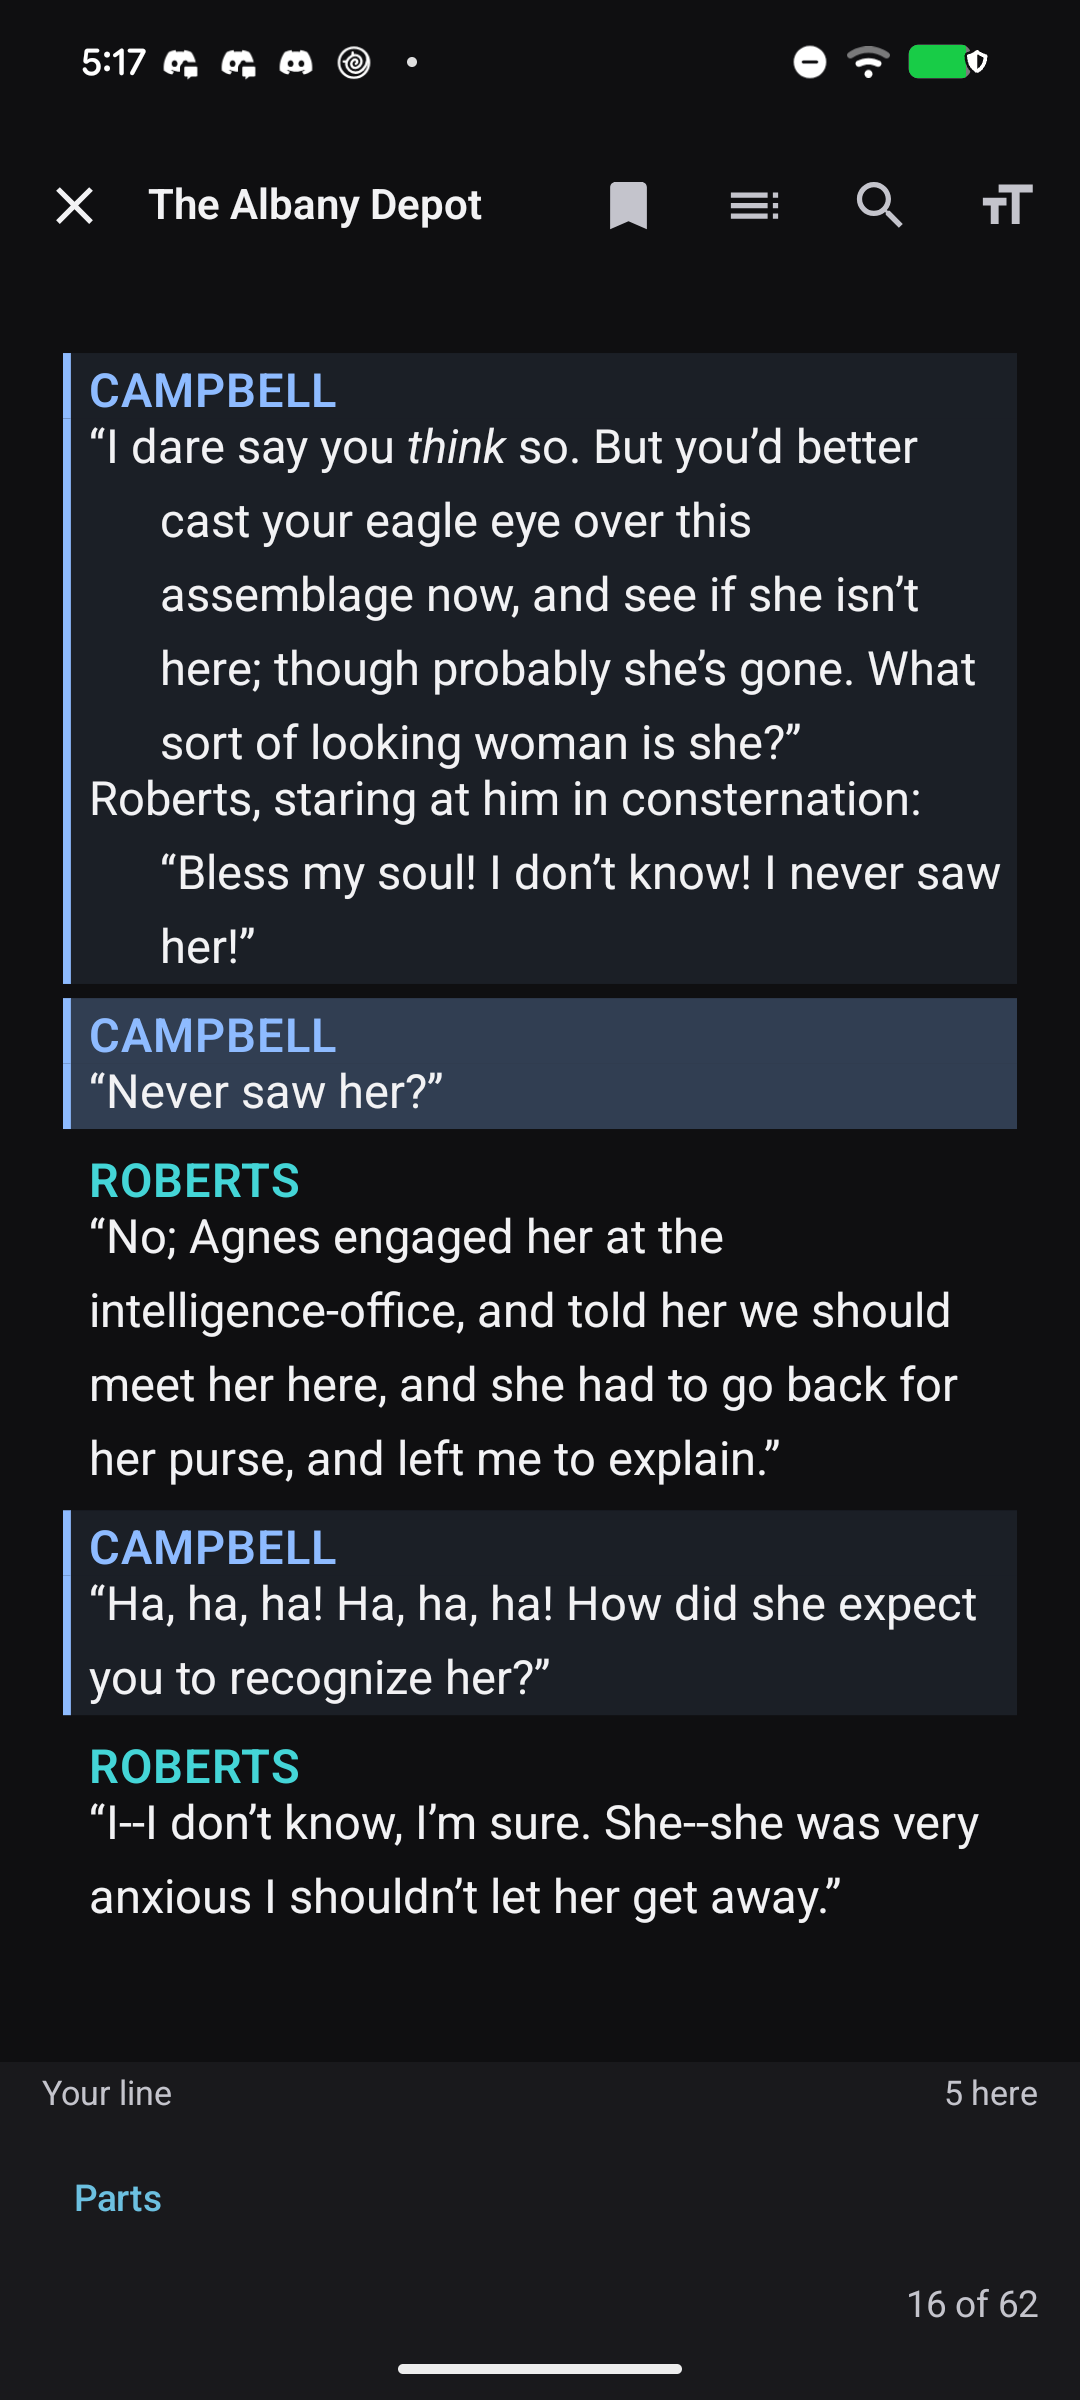 5:17
The Albany Depot
CAMPBELL
“I dare say you think so. But you’d better
cast your eagle eye over this
assemblage now, and see if she isn’t
here; though probably she’s gone. What
sort of looking woman is she?”
Roberts, staring at him in consternation:
“Bless my soul! I don’t know! I never saw
her!”
CAMPBELL
“Never saw her?”
ROBERTS
“No; Agnes engaged her at the
intelligence-office, and told her we should
meet her here, and she had to go back for
her purse, and left me to explain.”
CAMPBELL
“Ha, ha, ha! Ha, ha, ha! How did she expect
you to recognize her?”
ROBERTS
“I--I don’t know, I’m sure. She--she was very
anxious I shouldn’t let her get away.”
Your line
5 here
Parts
16 of 62